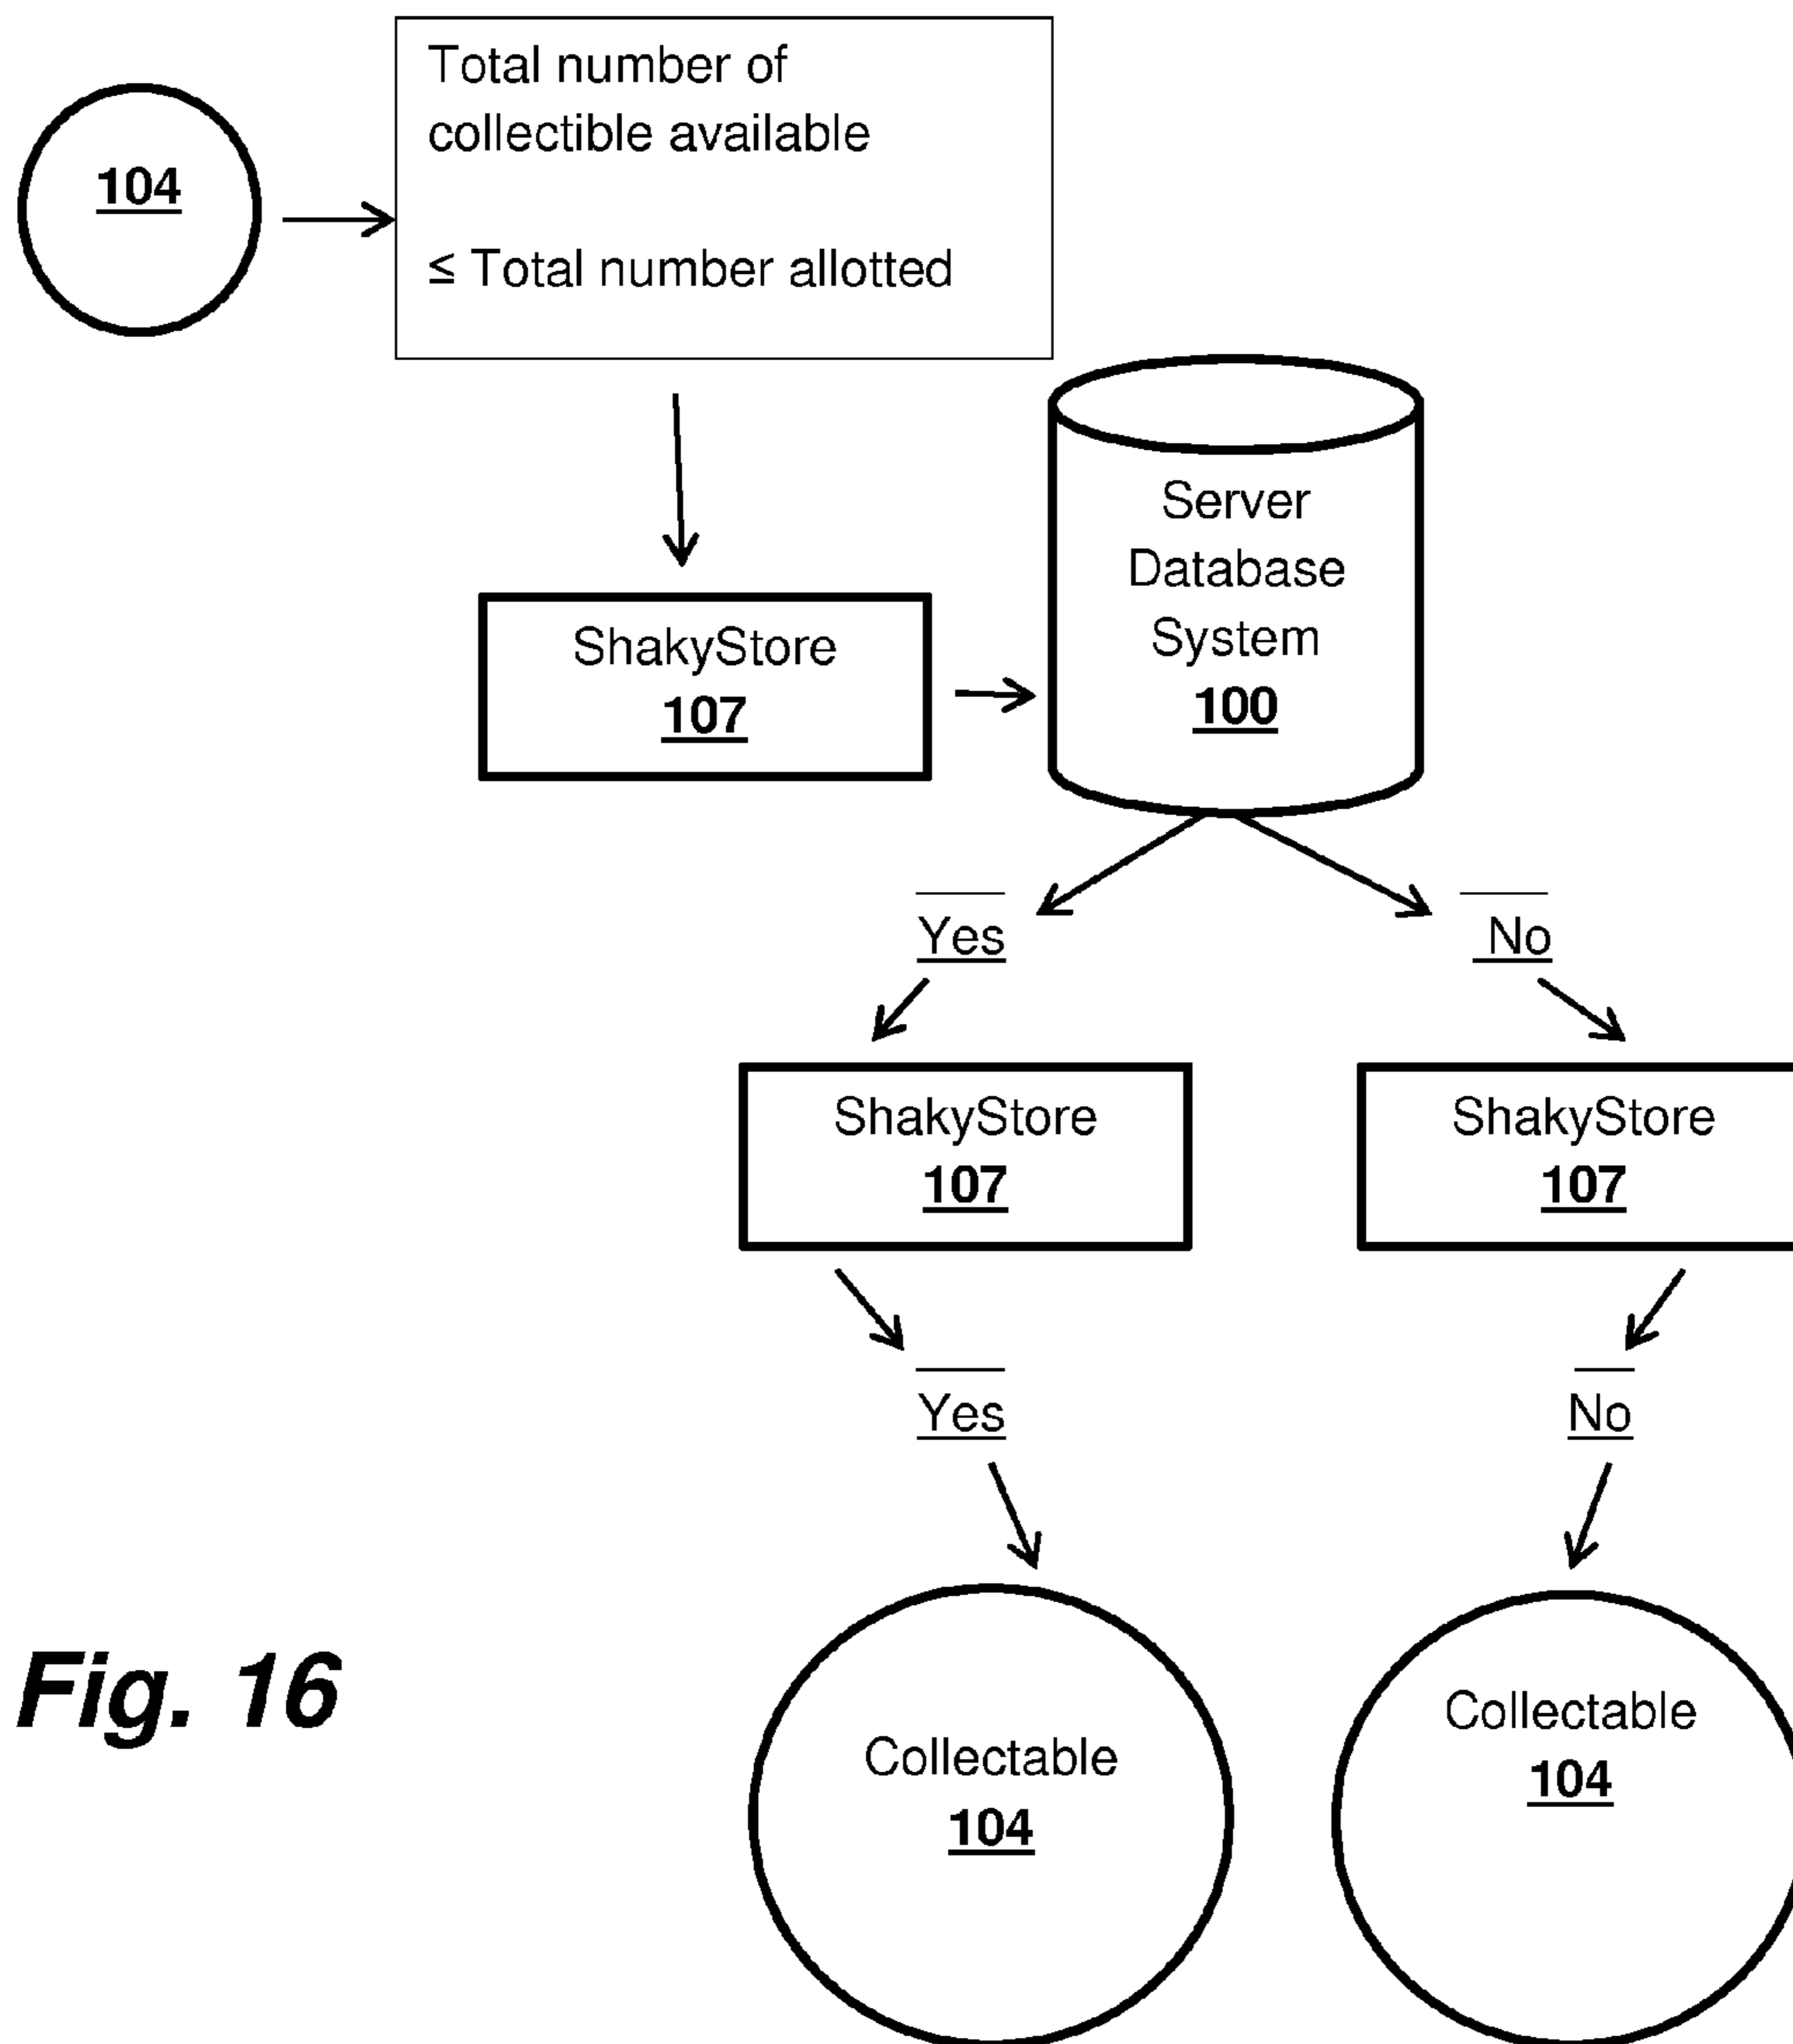 104
Total number of
collectible available
≤ Total number allotted
ShakyStore
107
Server
Database
System
100
Yes
No
ShakyStore
107
ShakyStore
107
Yes
No
Collectable
104
Collectable
104
Fig. 16